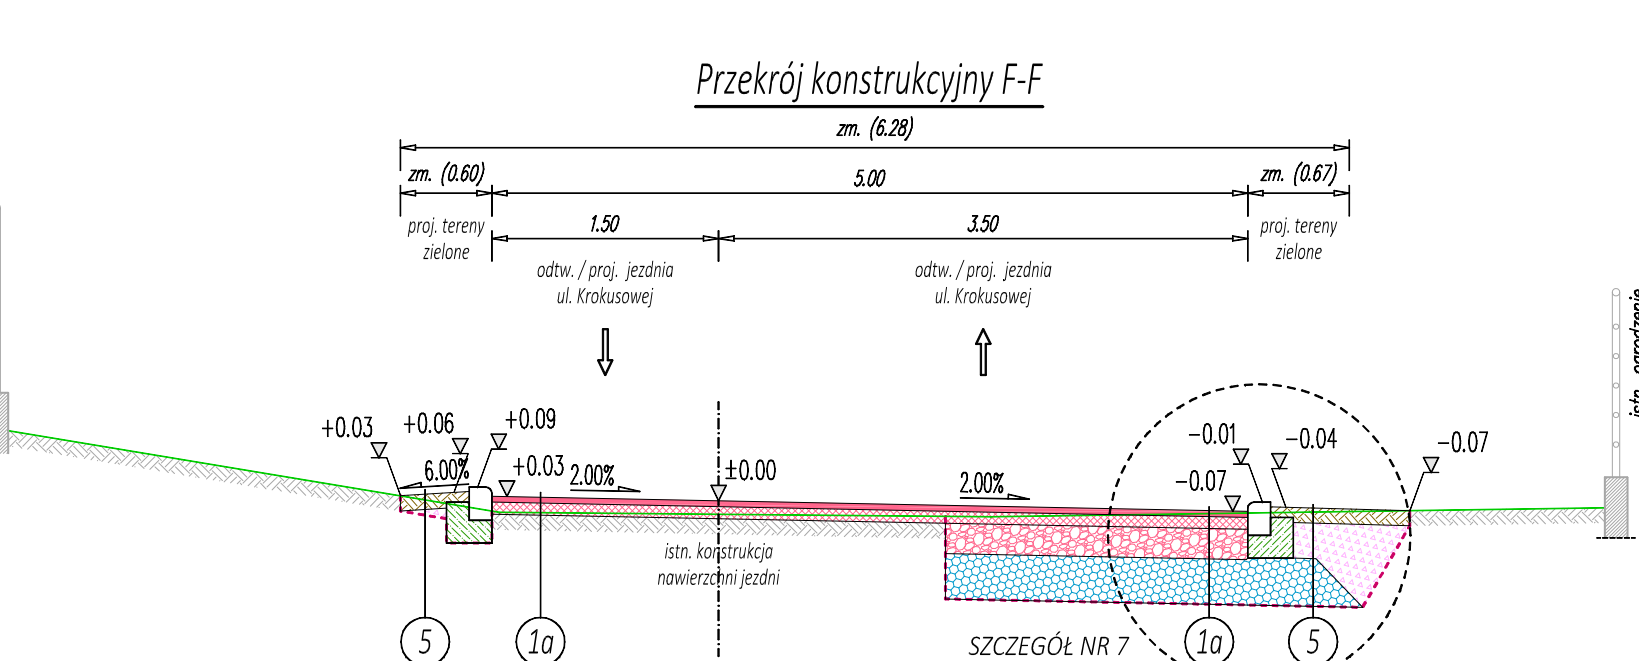 Przekrój konstrukcyjny F-F
zm. (6.28)
zm. (0.60)
5.00
zm. (0.67)
proj. tereny
zielone
1.50
3.50
proj. tereny
zielone
odtw. / proj. jezdnia
ul. Krokusowej
odtw. / proj. jezdnia
ul. Krokusowej
istn. ogrodzenie
+0.03
+0.06
+0.09
6.00%
+0.03
2.00%
±0.00
2.00%
-0.01
-0.04
-0.07
-0.07
istn. konstrukcja
nawierzchni jezdni
5
1a
SZCZEGÓŁ NR 7
1a
5